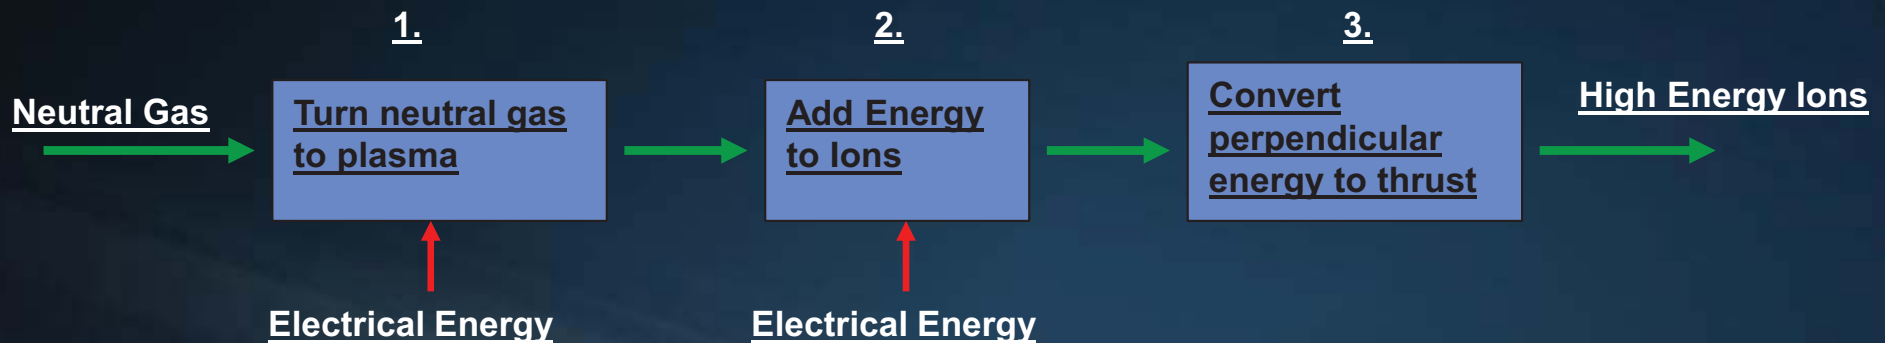 1.
2.
3.
Neutral Gas
Turn neutral gas
to plasma
Add Energy
to Ions
Convert
perpendicular
energy to thrust
High Energy Ions
Electrical Energy
Electrical Energy